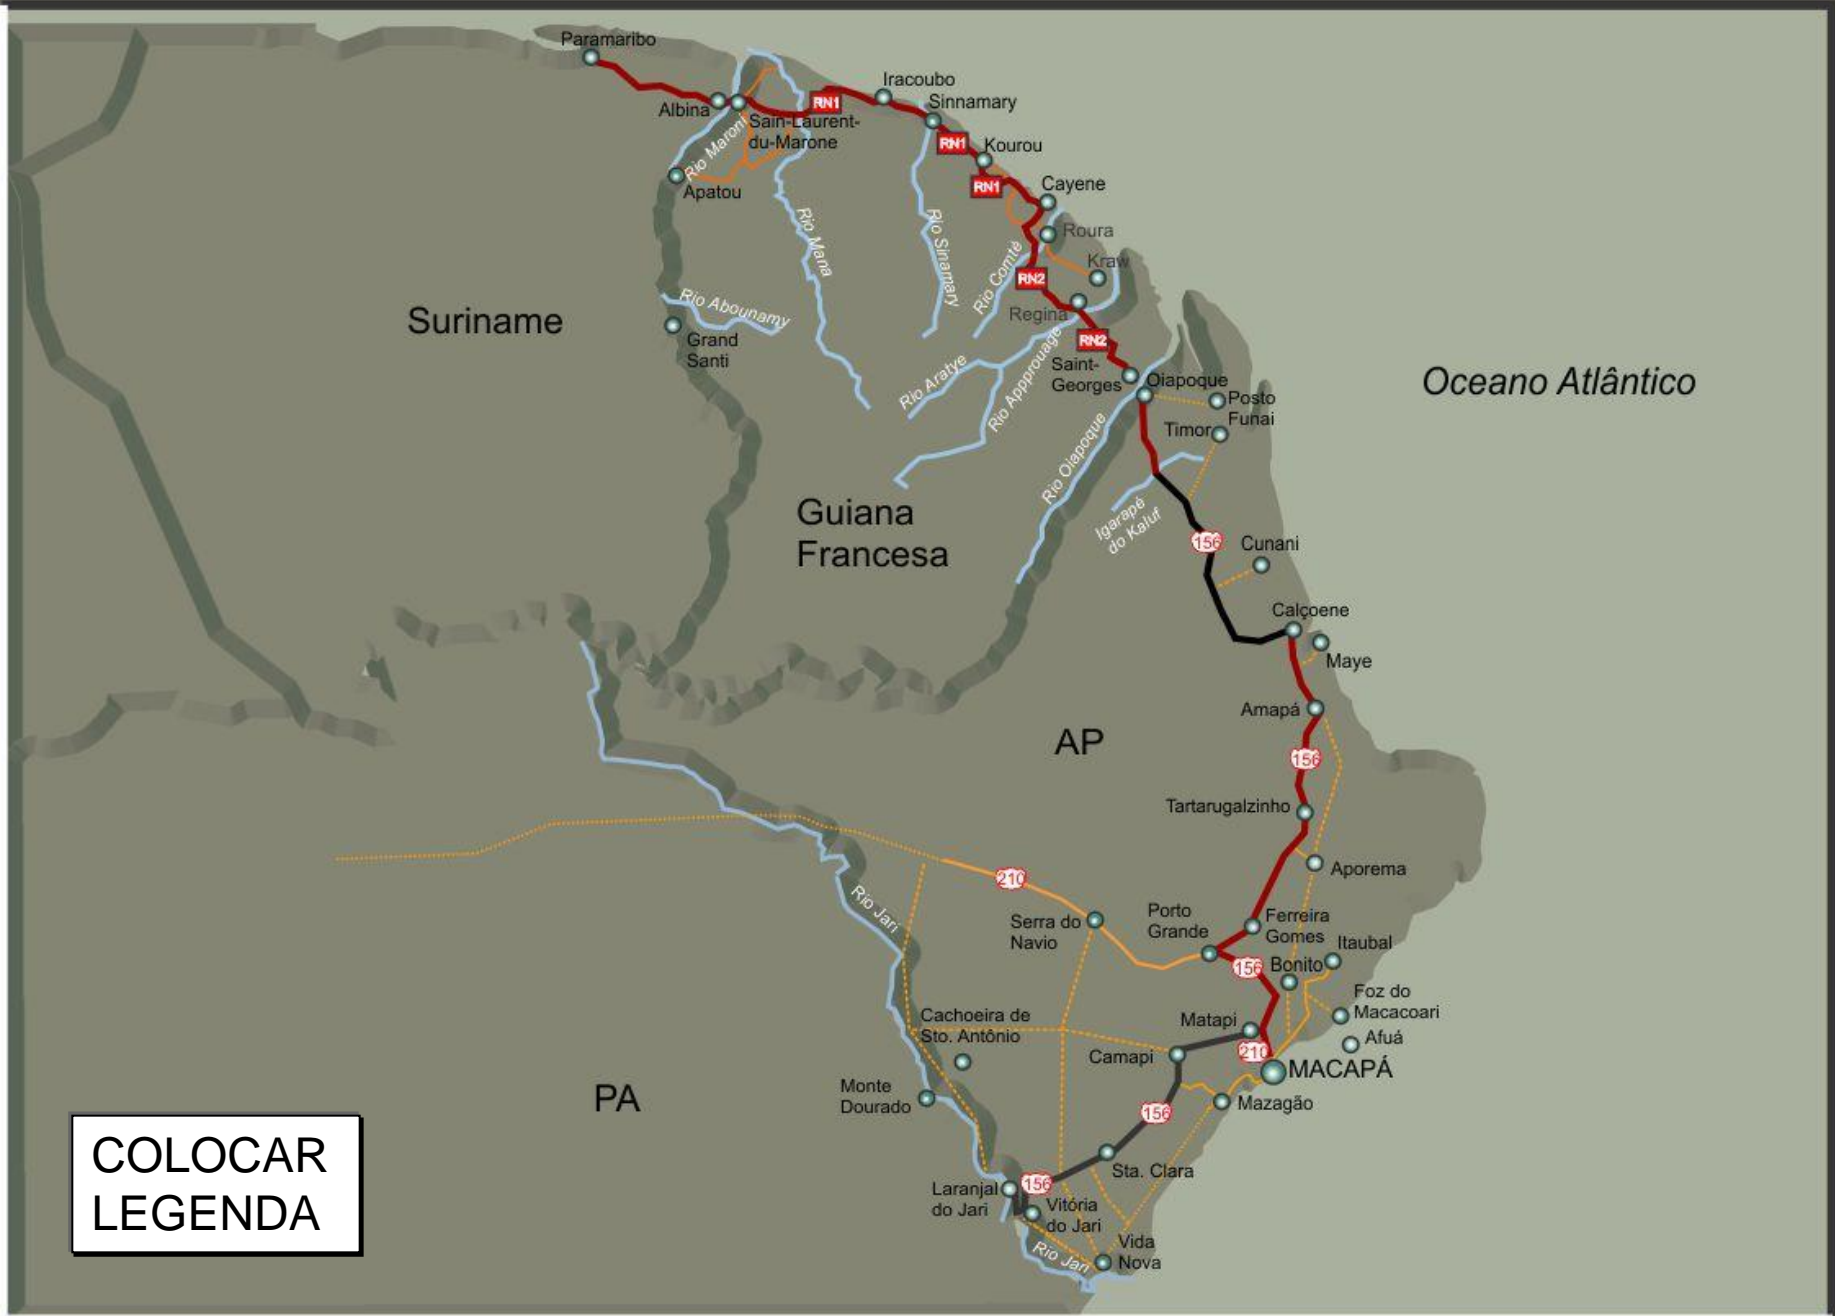 Paramaribo
Iracoubo
Albina
RN1
Sinnamary
Sain-Laurent-
du-Marone
Rio Maroni
RN1
Kourou
Apatou
RN1
Cayene
Rio Mana
Rio Sinamary
Roura
Rio Comtè
Kraw
RN2
Rio Abounamy
Regina
Suriname
Grand
Santi
RN2
Rio Aratye
Rio Appprouage
Saint-
Georges
Oiapoque
Posto
Funai
Oceano Atlântico
Timor
Rio Oiapoque
Guiana
Francesa
Igarapé
do Kaluf
156
Cunani
Calçoene
Maye
Amapá
AP
156
Tartarugalzinho
Aporema
210
Rio Jari
Serra do
Navio
Porto
Grande
Ferreira
Gomes
Itaubal
156
Bonito
Foz do
Macacoari
Cachoeira de
Sto. Antônio
Matapi
Afuá
Camapi
210
MACAPÁ
PA
Monte
Dourado
156
Mazagão
COLOCAR
LEGENDA
Sta. Clara
Laranjal
do Jari
156
Vitória
do Jari
Rio Jari
Vida
Nova